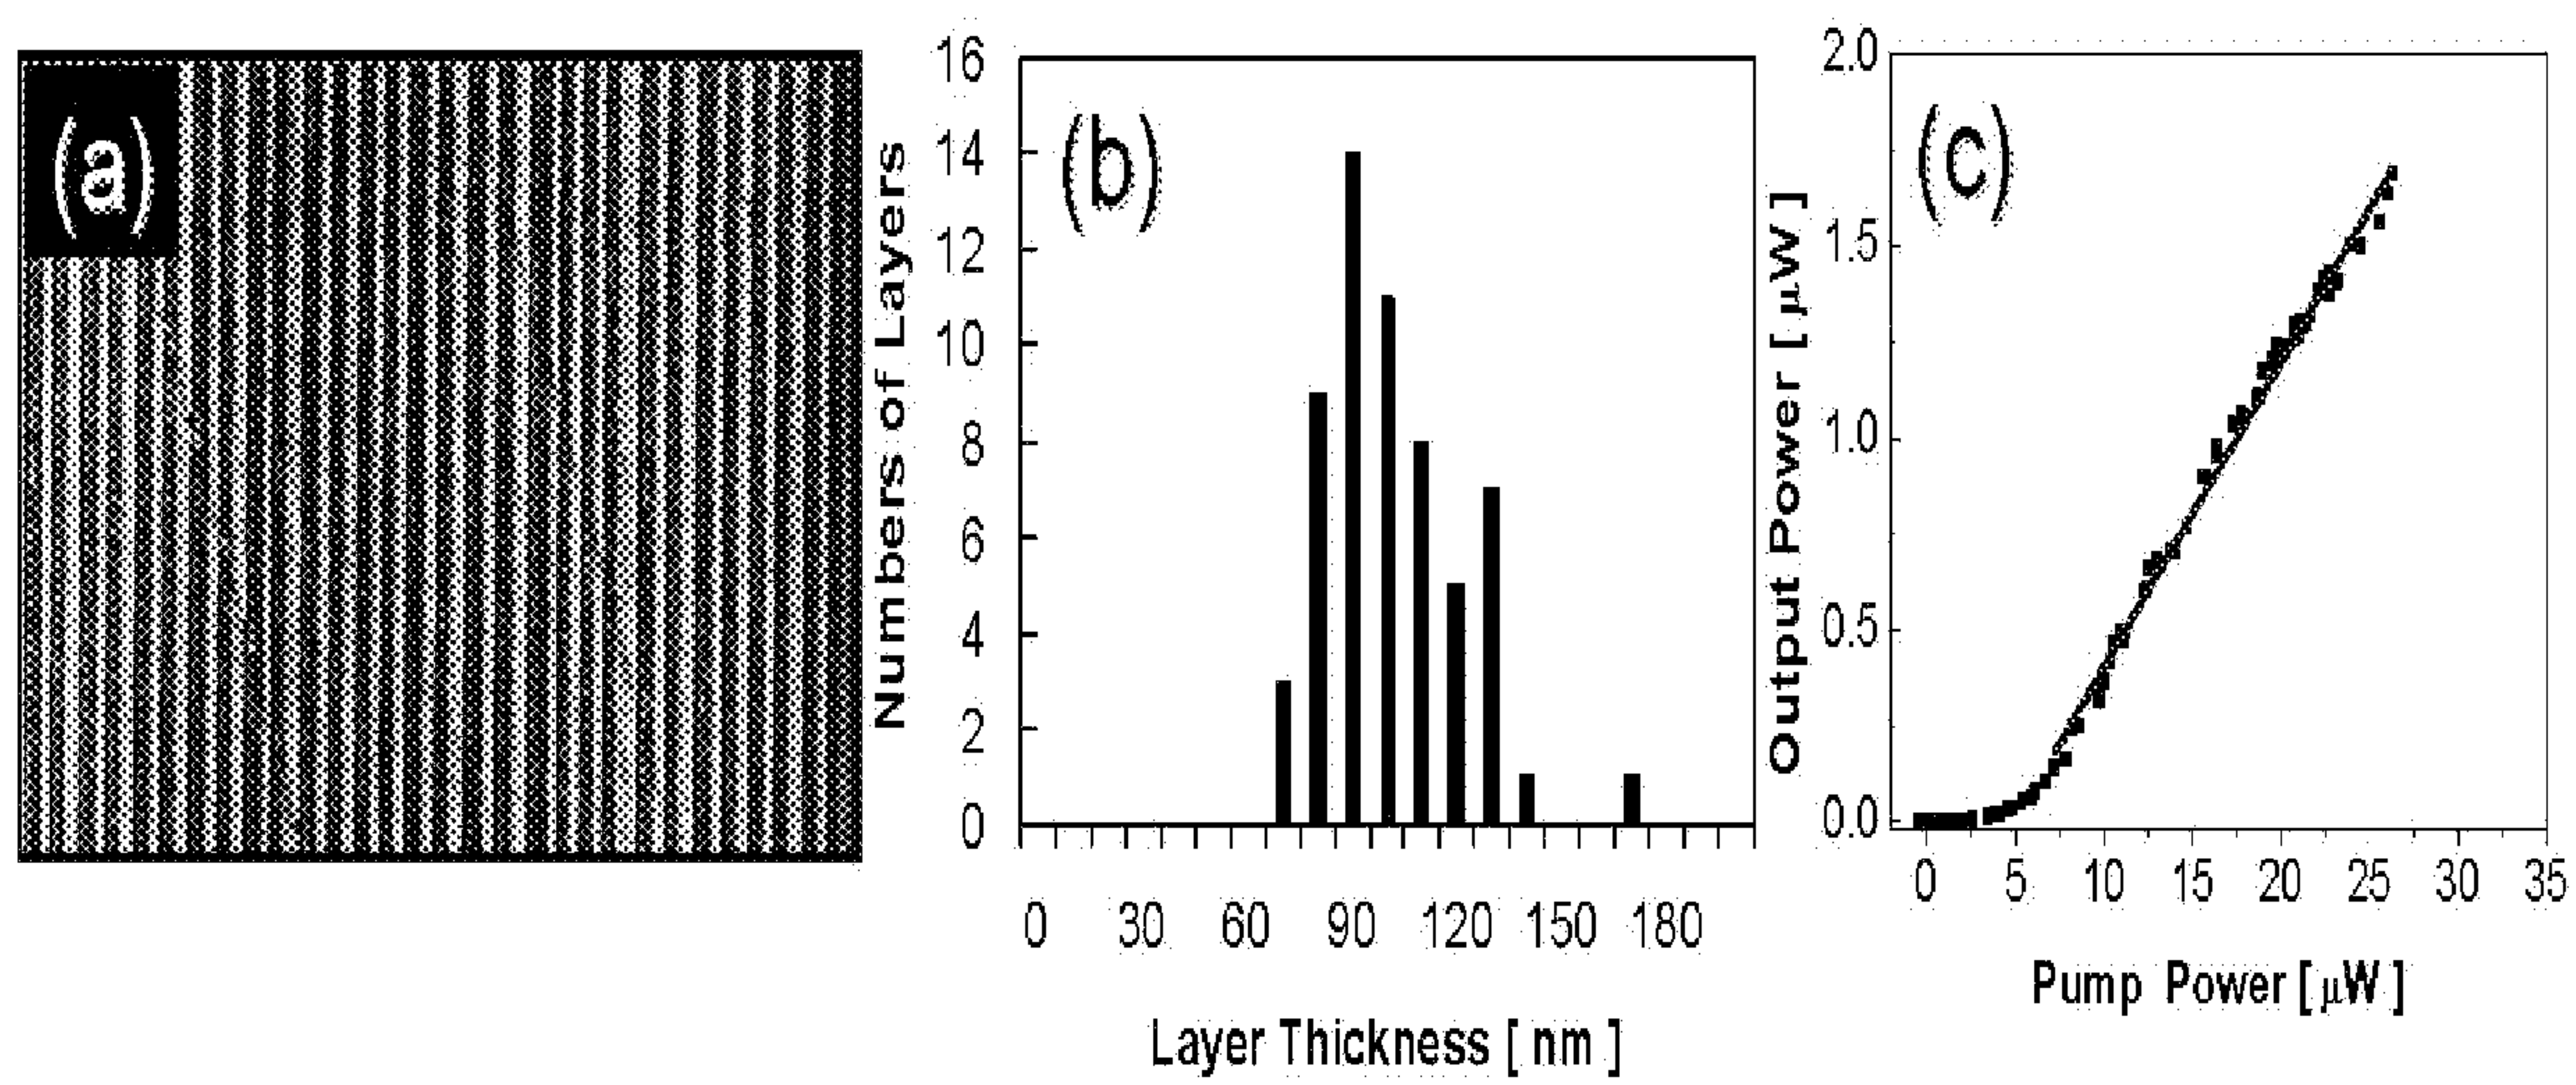 (a)
Numbers of Layers
16
14
12
10
8
6
4
2
0
(b)
0 30 60 90 120 150 180
Layer Thickness [ nm ]
Output Power [ μW ]
2.0
1.5
1.0
0.5
0.0
(c)
0 5 10 15 20 25 30 35
Pump Power [ μW ]